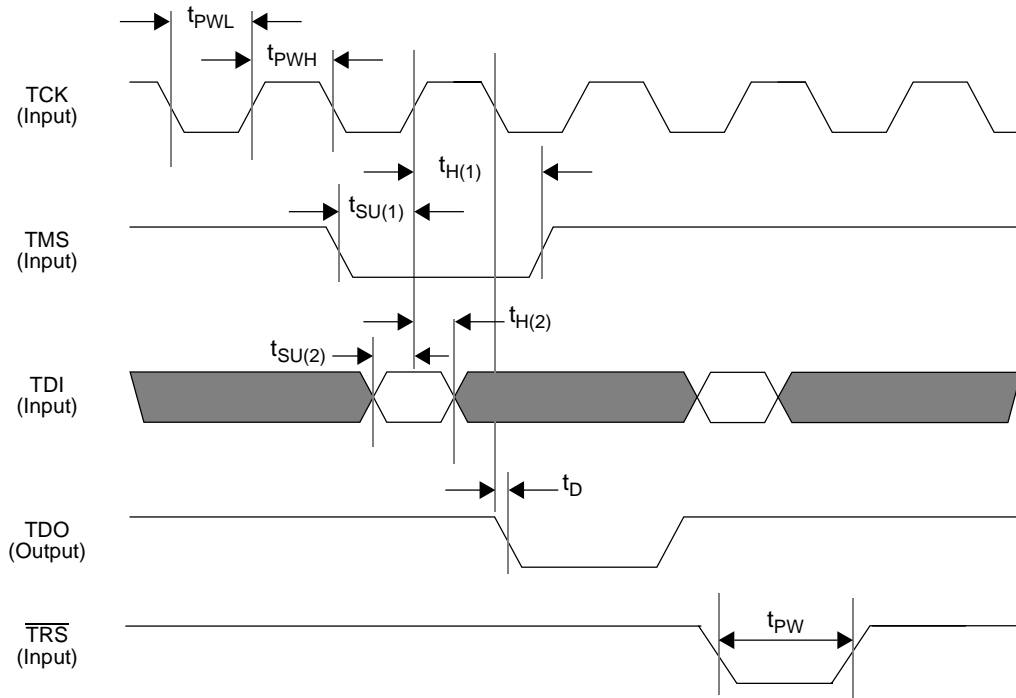 tPWL
tPWH
TCK
(Input)
tH(1)
tSU(1)
TMS
(Input)
tH(2)
tSU(2)
TDI
(Input)
tD
TDO
(Output)
TRS
(Input)
tPW